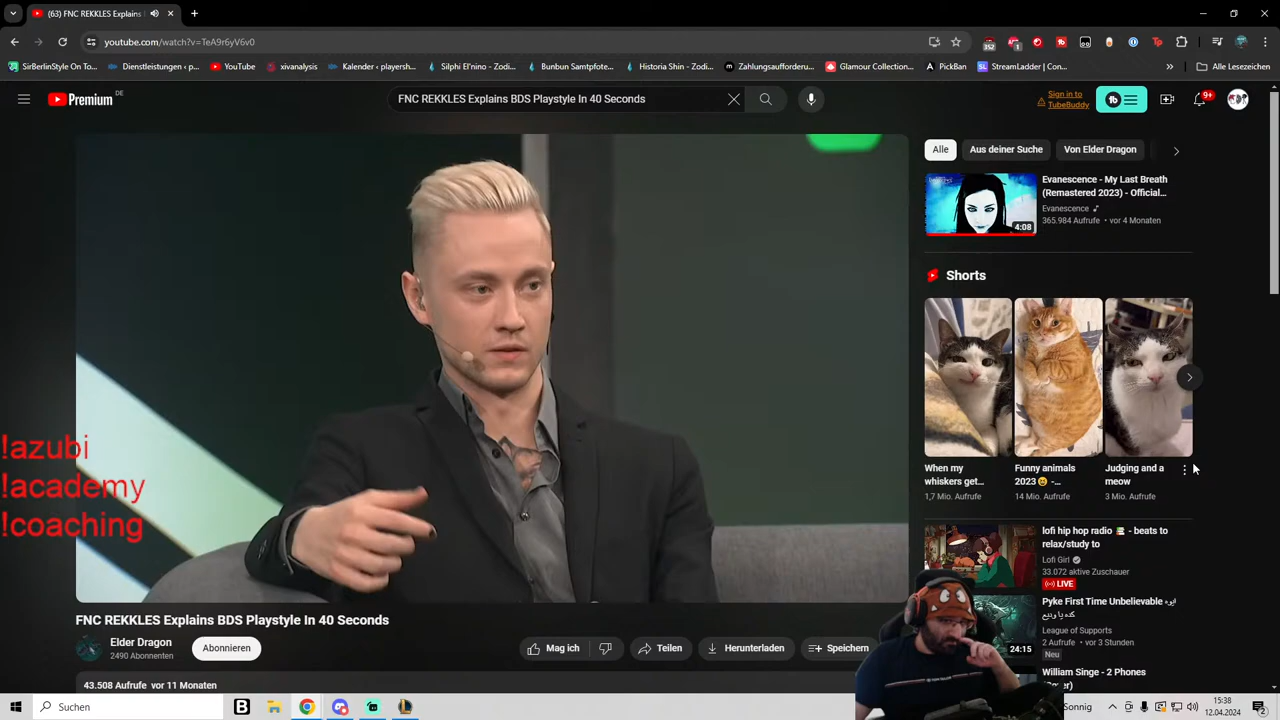 (63) FNC REKKLES Explains
youtube.com/watch?v=TeA9r6yV6v0
352
1
SirBerlinStyle On To...
Dienstleistungen ‹ p...
YouTube
xivanalysis
Kalender ‹ playersh...
Silphi El'nino - Zodi...
Bunbun Samtpfote...
Historia Shin - Zodi...
Zahlungsaufforderu...
Glamour Collection...
PickBan
StreamLadder | Con...
»
Alle Lesezeichen
Premium DE
FNC REKKLES Explains BDS Playstyle In 40 Seconds
Sign in to
TubeBuddy
9+
Alle
Aus deiner Suche
Von Elder Dragon
Evanescence - My Last Breath
(Remastered 2023) - Official...
Evanescence
365.984 Aufrufe • vor 4 Monaten
4:08
Shorts
When my
whiskers get...
1,7 Mio. Aufrufe
Funny animals
2023😆 -...
14 Mio. Aufrufe
Judging and a
meow
3 Mio. Aufrufe
!azubi
!academy
!coaching
lofi hip hop radio 📚 - beats to
relax/study to
Lofi Girl
33.072 aktive Zuschauer
LIVE
Pyke First Time Unbelievable ایوه
کده یا ودیع
League of Supports
2 Aufrufe • vor 3 Stunden
Neu
24:15
William Singe - 2 Phones
FNC REKKLES Explains BDS Playstyle In 40 Seconds
Elder Dragon
2490 Abonnenten
Abonnieren
Mag ich
Teilen
Herunterladen
Speichern
43.508 Aufrufe vor 11 Monaten
Suchen
Sonnig
15:38
12.04.2024
2